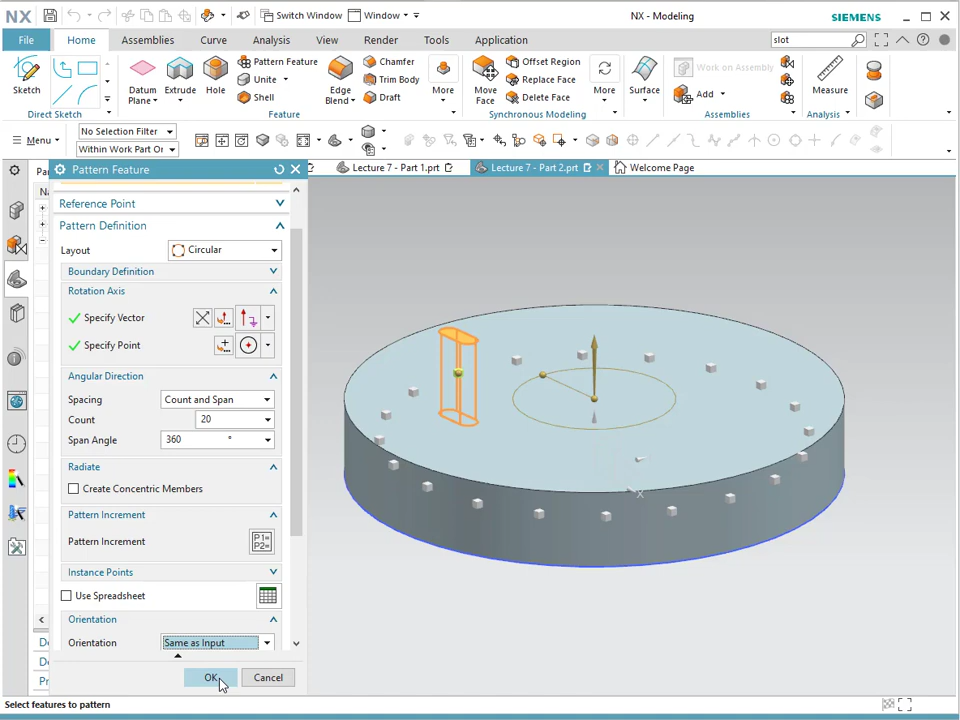 NX
Switch Window
Window
NX - Modeling
SIEMENS
File
Home
Assemblies
Curve
Analysis
View
Render
Tools
Application
slot
Sketch
Datum
Plane
Extrude
Hole
Pattern Feature
Unite
Shell
Edge
Blend
Chamfer
Trim Body
Draft
More
Move
Face
Offset Region
Replace Face
Delete Face
More
Surface
Work on Assembly
Add
Measure
Direct Sketch
Feature
Synchronous Modeling
Assemblies
Analysis
Menu
No Selection Filter
Within Work Part Or
Pattern Feature
Lecture 7 - Part 1.prt
Lecture 7 - Part 2.prt
Welcome Page
Reference Point
Pattern Definition
Layout
Circular
Boundary Definition
Rotation Axis
Specify Vector
Specify Point
Angular Direction
Spacing
Count and Span
Count
20
Span Angle
360 °
Radiate
Create Concentric Members
Pattern Increment
Pattern Increment
P1=
P2=
Instance Points
Use Spreadsheet
Orientation
Orientation
Same as Input
OK
Cancel
X
Select features to pattern